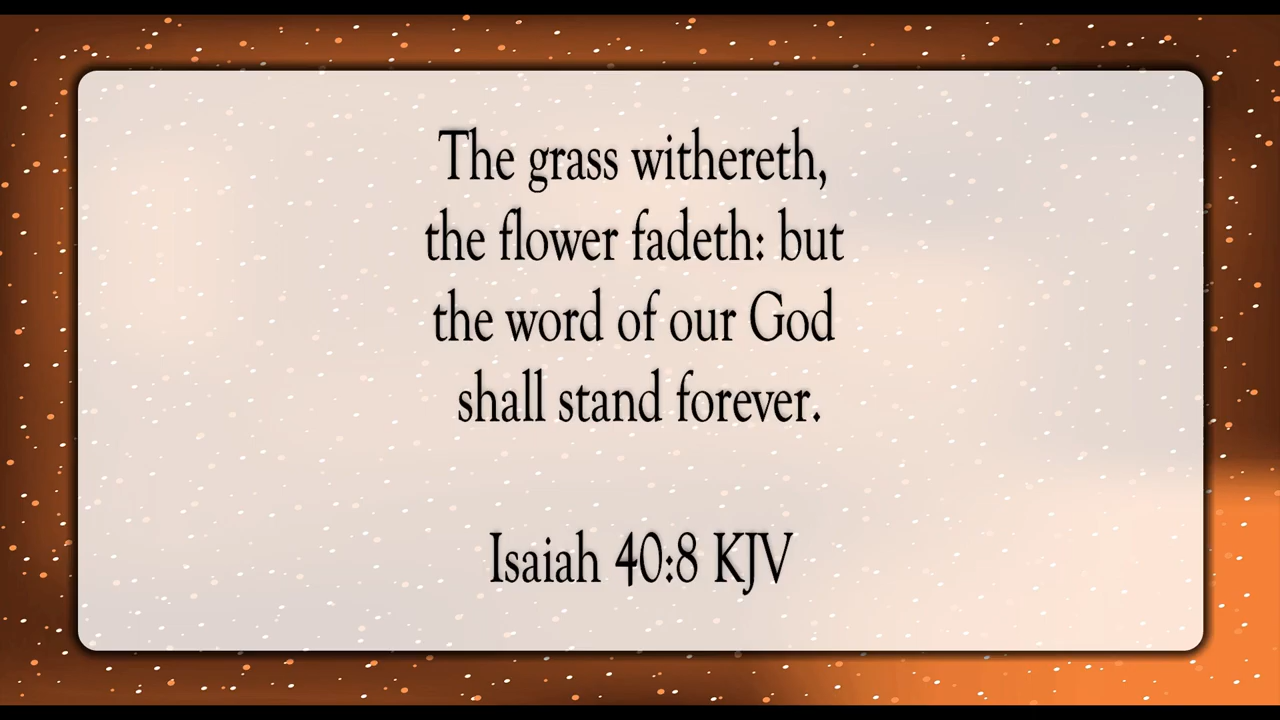 The grass withereth,
the flower fadeth: but
the word of our God
shall stand forever.
Isaiah 40:8 KJV